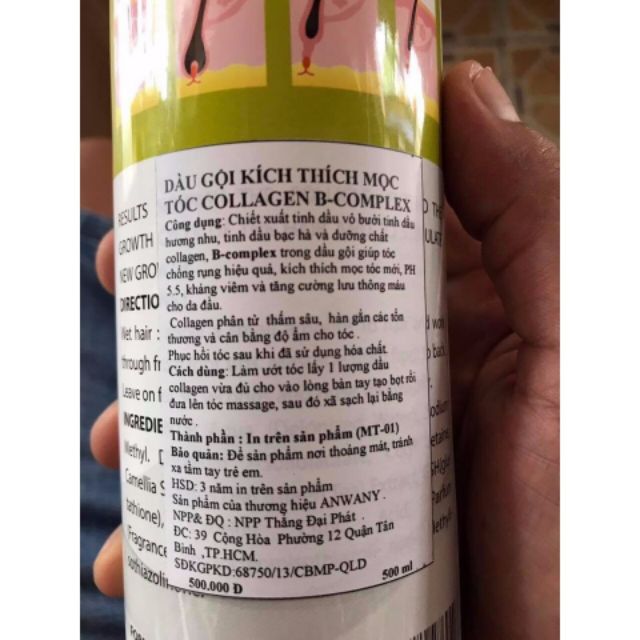 DẦU GỘI KÍCH THÍCH MỌC
TÓC COLLAGEN B-COMPLEX
Công dụng: Chiết xuất tinh dầu vỏ bưởi tinh dầu
hương nhu, tinh dầu bạc hà và dưỡng chất
collagen, B-complex trong dầu gội giúp tóc
chống rụng hiệu quả, kích thích mọc tóc mới, PH
5.5, kháng viêm và tăng cường lưu thông máu
cho da đầu.
Collagen phân tử thấm sâu, hàn gắn các tổn
thương và cân bằng độ ẩm cho tóc .
Phục hồi tóc sau khi đã sử dụng hóa chất.
Cách dùng: Làm ướt tóc lấy 1 lượng dầu
collagen vừa đủ cho vào lòng bàn tay tạo bọt rồi
đưa lên tóc massage, sau đó xã sạch lại bằng
nước .
Thành phần : In trên sản phẩm (MT-01)
Bảo quản: Để sản phẩm nơi thoáng mát, tránh
xa tầm tay trẻ em.
HSD: 3 năm in trên sản phẩm
Sản phẩm của thương hiệu ANWANY .
NPP& ĐQ : NPP Thắng Đại Phát .
ĐC: 39 Cộng Hòa Phường 12 Quận Tân
Bình ,TP.HCM.
SĐKGPKD:68750/13/CBMP-QLD
500.000 Đ 500 ml
RESULTS
GROWTH
NEW GROW
DIRECTIO
Wet hair :
through fr
Leave on f
INGREDIE
Methyl,
Camellia S
tathione),
Fragrance